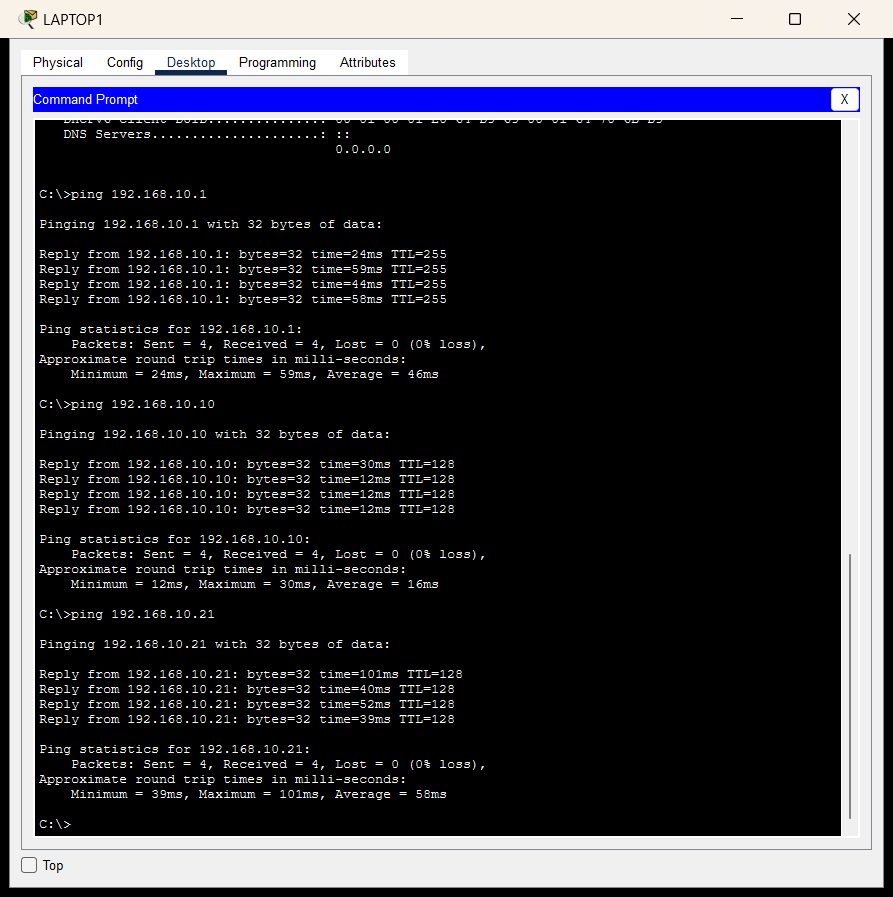 LAPTOP1
Physical Config Desktop Programming Attributes
Command Prompt X
DNS Servers.....................: ::
0.0.0.0
C:\>ping 192.168.10.1
Pinging 192.168.10.1 with 32 bytes of data:
Reply from 192.168.10.1: bytes=32 time=24ms TTL=255
Reply from 192.168.10.1: bytes=32 time=59ms TTL=255
Reply from 192.168.10.1: bytes=32 time=44ms TTL=255
Reply from 192.168.10.1: bytes=32 time=58ms TTL=255
Ping statistics for 192.168.10.1:
Packets: Sent = 4, Received = 4, Lost = 0 (0% loss),
Approximate round trip times in milli-seconds:
Minimum = 24ms, Maximum = 59ms, Average = 46ms
C:\>ping 192.168.10.10
Pinging 192.168.10.10 with 32 bytes of data:
Reply from 192.168.10.10: bytes=32 time=30ms TTL=128
Reply from 192.168.10.10: bytes=32 time=12ms TTL=128
Reply from 192.168.10.10: bytes=32 time=12ms TTL=128
Reply from 192.168.10.10: bytes=32 time=12ms TTL=128
Ping statistics for 192.168.10.10:
Packets: Sent = 4, Received = 4, Lost = 0 (0% loss),
Approximate round trip times in milli-seconds:
Minimum = 12ms, Maximum = 30ms, Average = 16ms
C:\>ping 192.168.10.21
Pinging 192.168.10.21 with 32 bytes of data:
Reply from 192.168.10.21: bytes=32 time=101ms TTL=128
Reply from 192.168.10.21: bytes=32 time=40ms TTL=128
Reply from 192.168.10.21: bytes=32 time=52ms TTL=128
Reply from 192.168.10.21: bytes=32 time=39ms TTL=128
Ping statistics for 192.168.10.21:
Packets: Sent = 4, Received = 4, Lost = 0 (0% loss),
Approximate round trip times in milli-seconds:
Minimum = 39ms, Maximum = 101ms, Average = 58ms
C:\>
Top